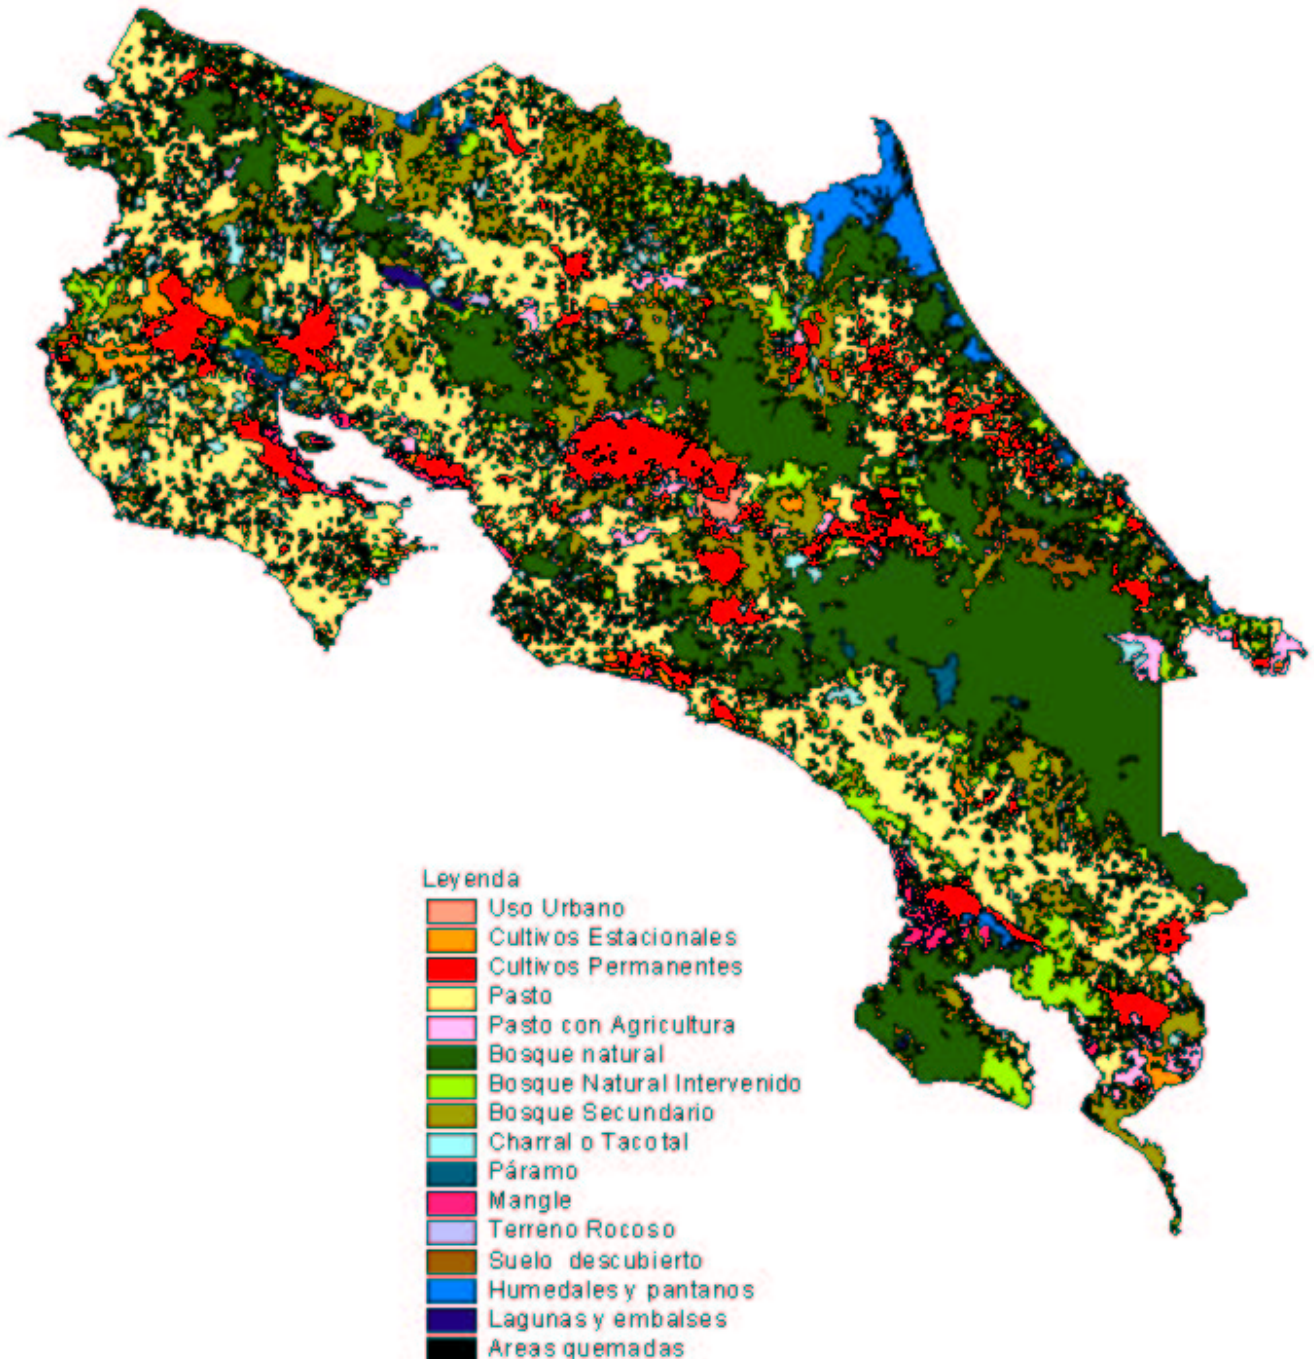 Leyenda
Uso Urbano
Cultivos Estacionales
Cultivos Permanentes
Pasto
Pasto con Agricultura
Bosque natural
Bosque Natural Intervenido
Bosque Secundario
Charral o Tacotal
Páramo
Mangle
Terreno Rocoso
Suelo descubierto
Humedales y pantanos
Lagunas y embalses
Areas quemadas